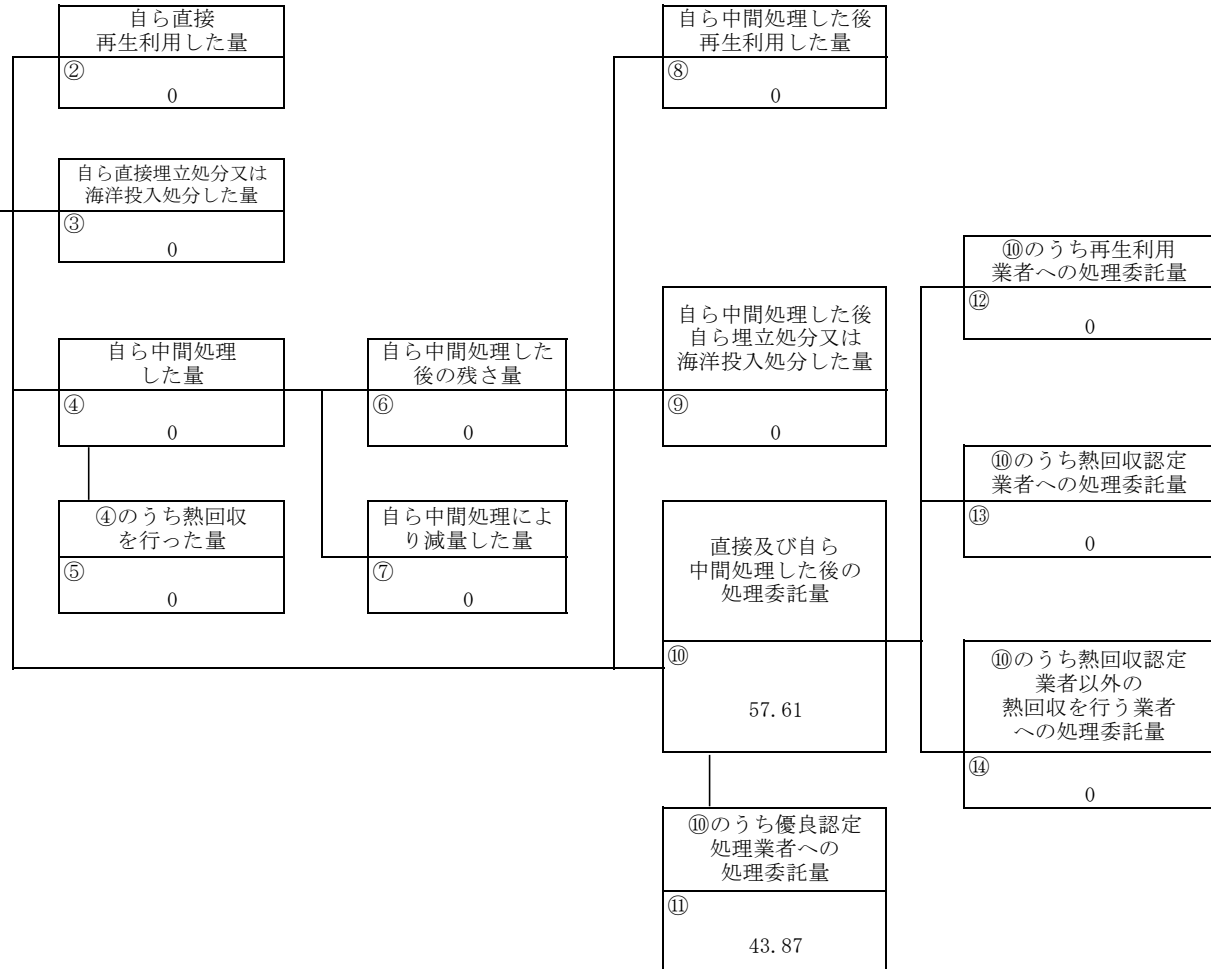 自ら直接
再生利用した量
②
0
自ら直接埋立処分又は
海洋投入処分した量
③
0
自ら中間処理
した量
④
0
④のうち熱回収
を行った量
⑤
0
自ら中間処理した
後の残さ量
⑥
0
自ら中間処理によ
り減量した量
⑦
0
自ら中間処理した後
再生利用した量
⑧
0
自ら中間処理した後
自ら埋立処分又は
海洋投入処分した量
⑨
0
直接及び自ら
中間処理した後の
処理委託量
⑩
57.61
⑩のうち優良認定
処理業者への
処理委託量
⑪
43.87
⑩のうち再生利用
業者への処理委託量
⑫
0
⑩のうち熱回収認定
業者への処理委託量
⑬
0
⑩のうち熱回収認定
業者以外の
熱回収を行う業者
への処理委託量
⑭
0